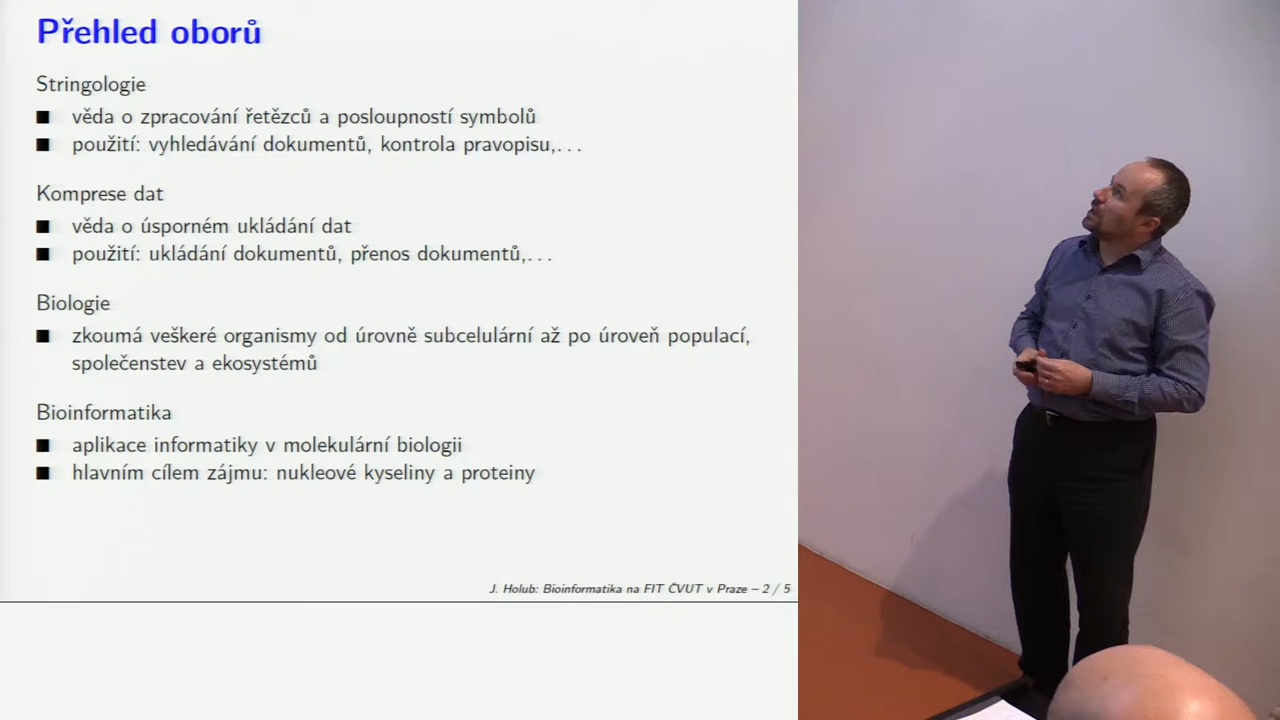 Přehled oborů
Stringologie
■ věda o zpracování řetězců a posloupností symbolů
■ použití: vyhledávání dokumentů, kontrola pravopisu,...
Komprese dat
■ věda o úsporném ukládání dat
■ použití: ukládání dokumentů, přenos dokumentů,...
Biologie
■ zkoumá veškeré organismy od úrovně subcelulární až po úroveň populací,
společenstev a ekosystémů
Bioinformatika
■ aplikace informatiky v molekulární biologii
■ hlavním cílem zájmu: nukleové kyseliny a proteiny
J. Holub: Bioinformatika na FIT ČVUT v Praze – 2 / 5